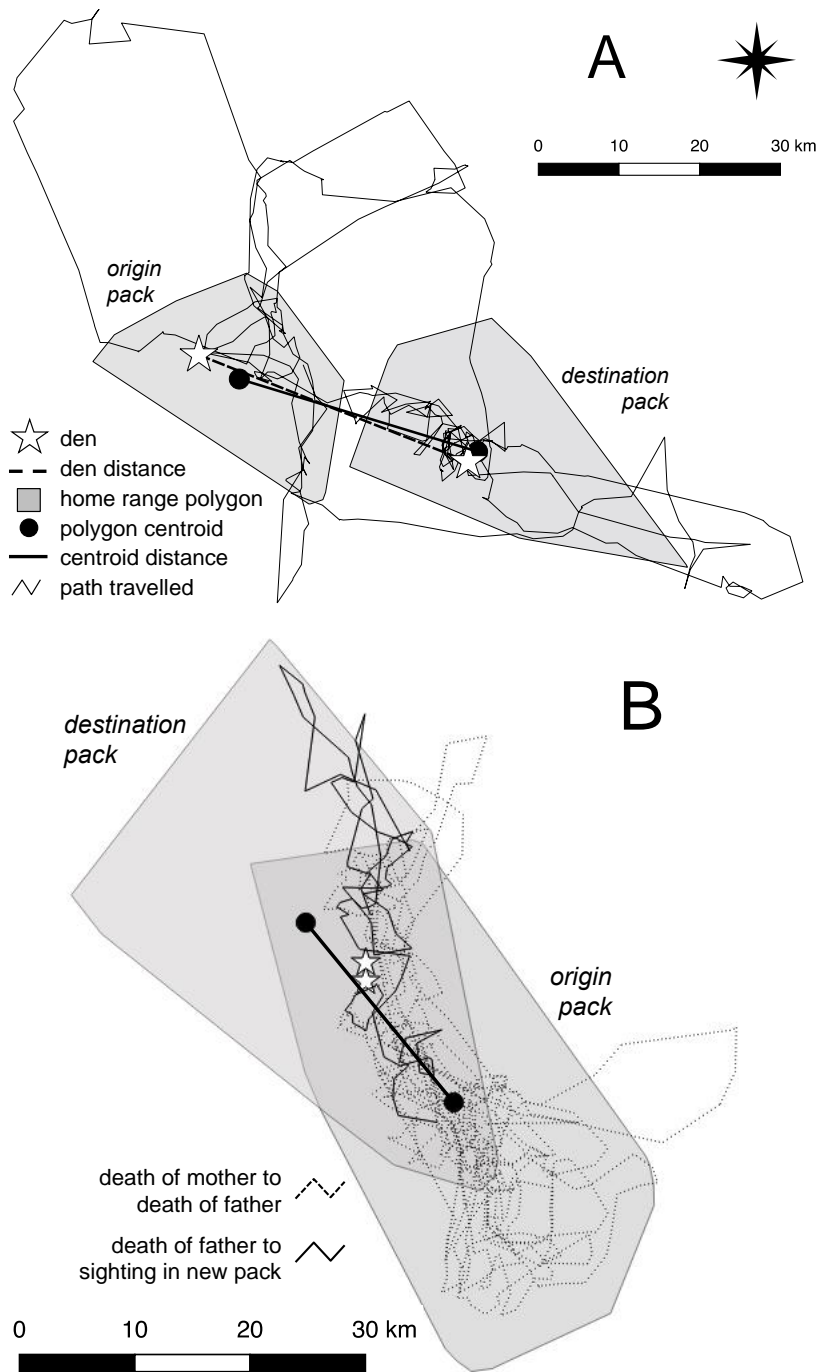 A
0 10 20 30 km
origin
pack
destination
pack
den
den distance
home range polygon
polygon centroid
centroid distance
path travelled
B
destination
pack
origin
pack
death of mother to
death of father
death of father to
sighting in new pack
0 10 20 30 km